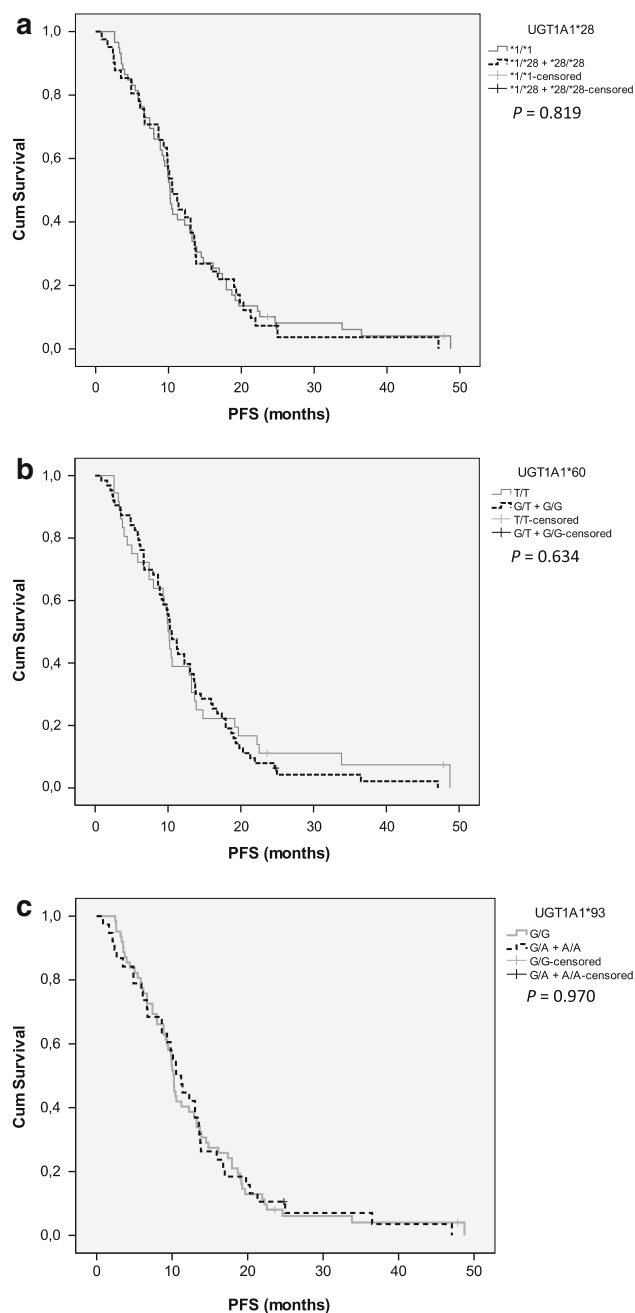 a
UGT1A1*28
*1/*1
*1/*28 + *28/*28
*1/*1-censored
*1/*28 + *28/*28-censored
P = 0.819
Cum Survival
1,0
0,8
0,6
0,4
0,2
0,0
0 10 20 30 40 50
PFS (months)
b
UGT1A1*60
T/T
G/T + G/G
T/T-censored
G/T + G/G-censored
P = 0.634
Cum Survival
1,0
0,8
0,6
0,4
0,2
0,0
0 10 20 30 40 50
PFS (months)
c
UGT1A1*93
G/G
G/A + A/A
G/G-censored
G/A + A/A-censored
P = 0.970
Cum Survival
1,0
0,8
0,6
0,4
0,2
0,0
0 10 20 30 40 50
PFS (months)